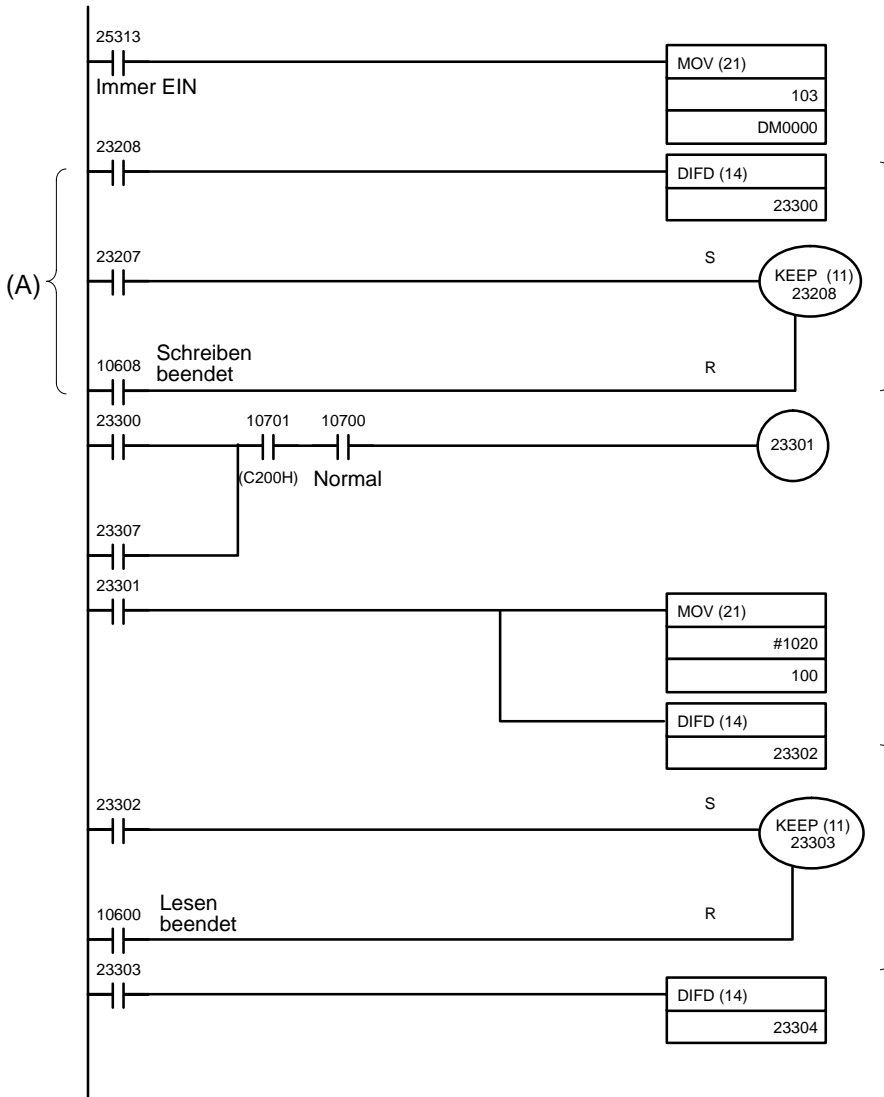 25313
Immer EIN
MOV (21)
103
DM0000
23208
DIFD (14)
23300
(A)
23207
S
KEEP (11)
23208
10608
Schreiben
beendet
R
23300
10701
10700
(C200H)
Normal
23301
23307
23301
MOV (21)
#1020
100
DIFD (14)
23302
23302
S
KEEP (11)
23303
10600
Lesen
beendet
R
23303
DIFD (14)
23304